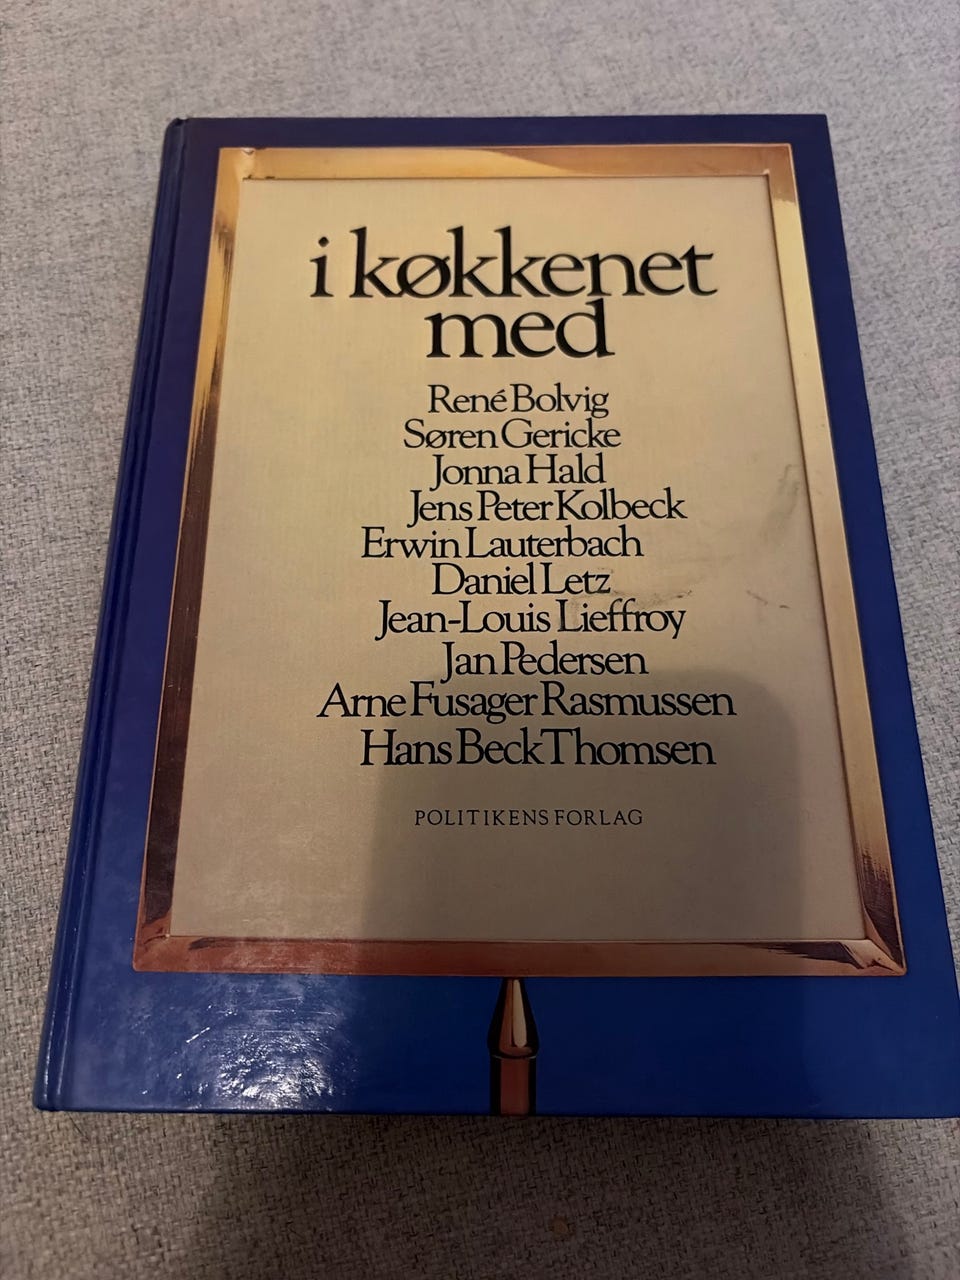 i køkkenet
med
René Bolvig
Søren Gericke
Jonna Hald
Jens Peter Kolbeck
Erwin Lauterbach
Daniel Letz
Jean-Louis Lieffroy
Jan Pedersen
Arne Fusager Rasmussen
Hans Beck Thomsen
POLITIKENS FORLAG